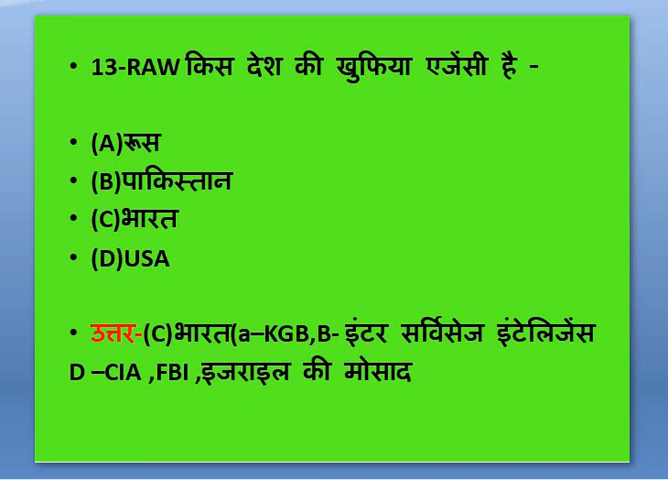 • 13-RAW किस देश की खुफिया एजेंसी है -
• (A)रूस
• (B)पाकिस्तान
• (C)भारत
• (D)USA
• उत्तर-(C)भारत(a–KGB,B- इंटर सर्विसेज इंटेलिजेंस
D –CIA ,FBI ,इजराइल की मोसाद